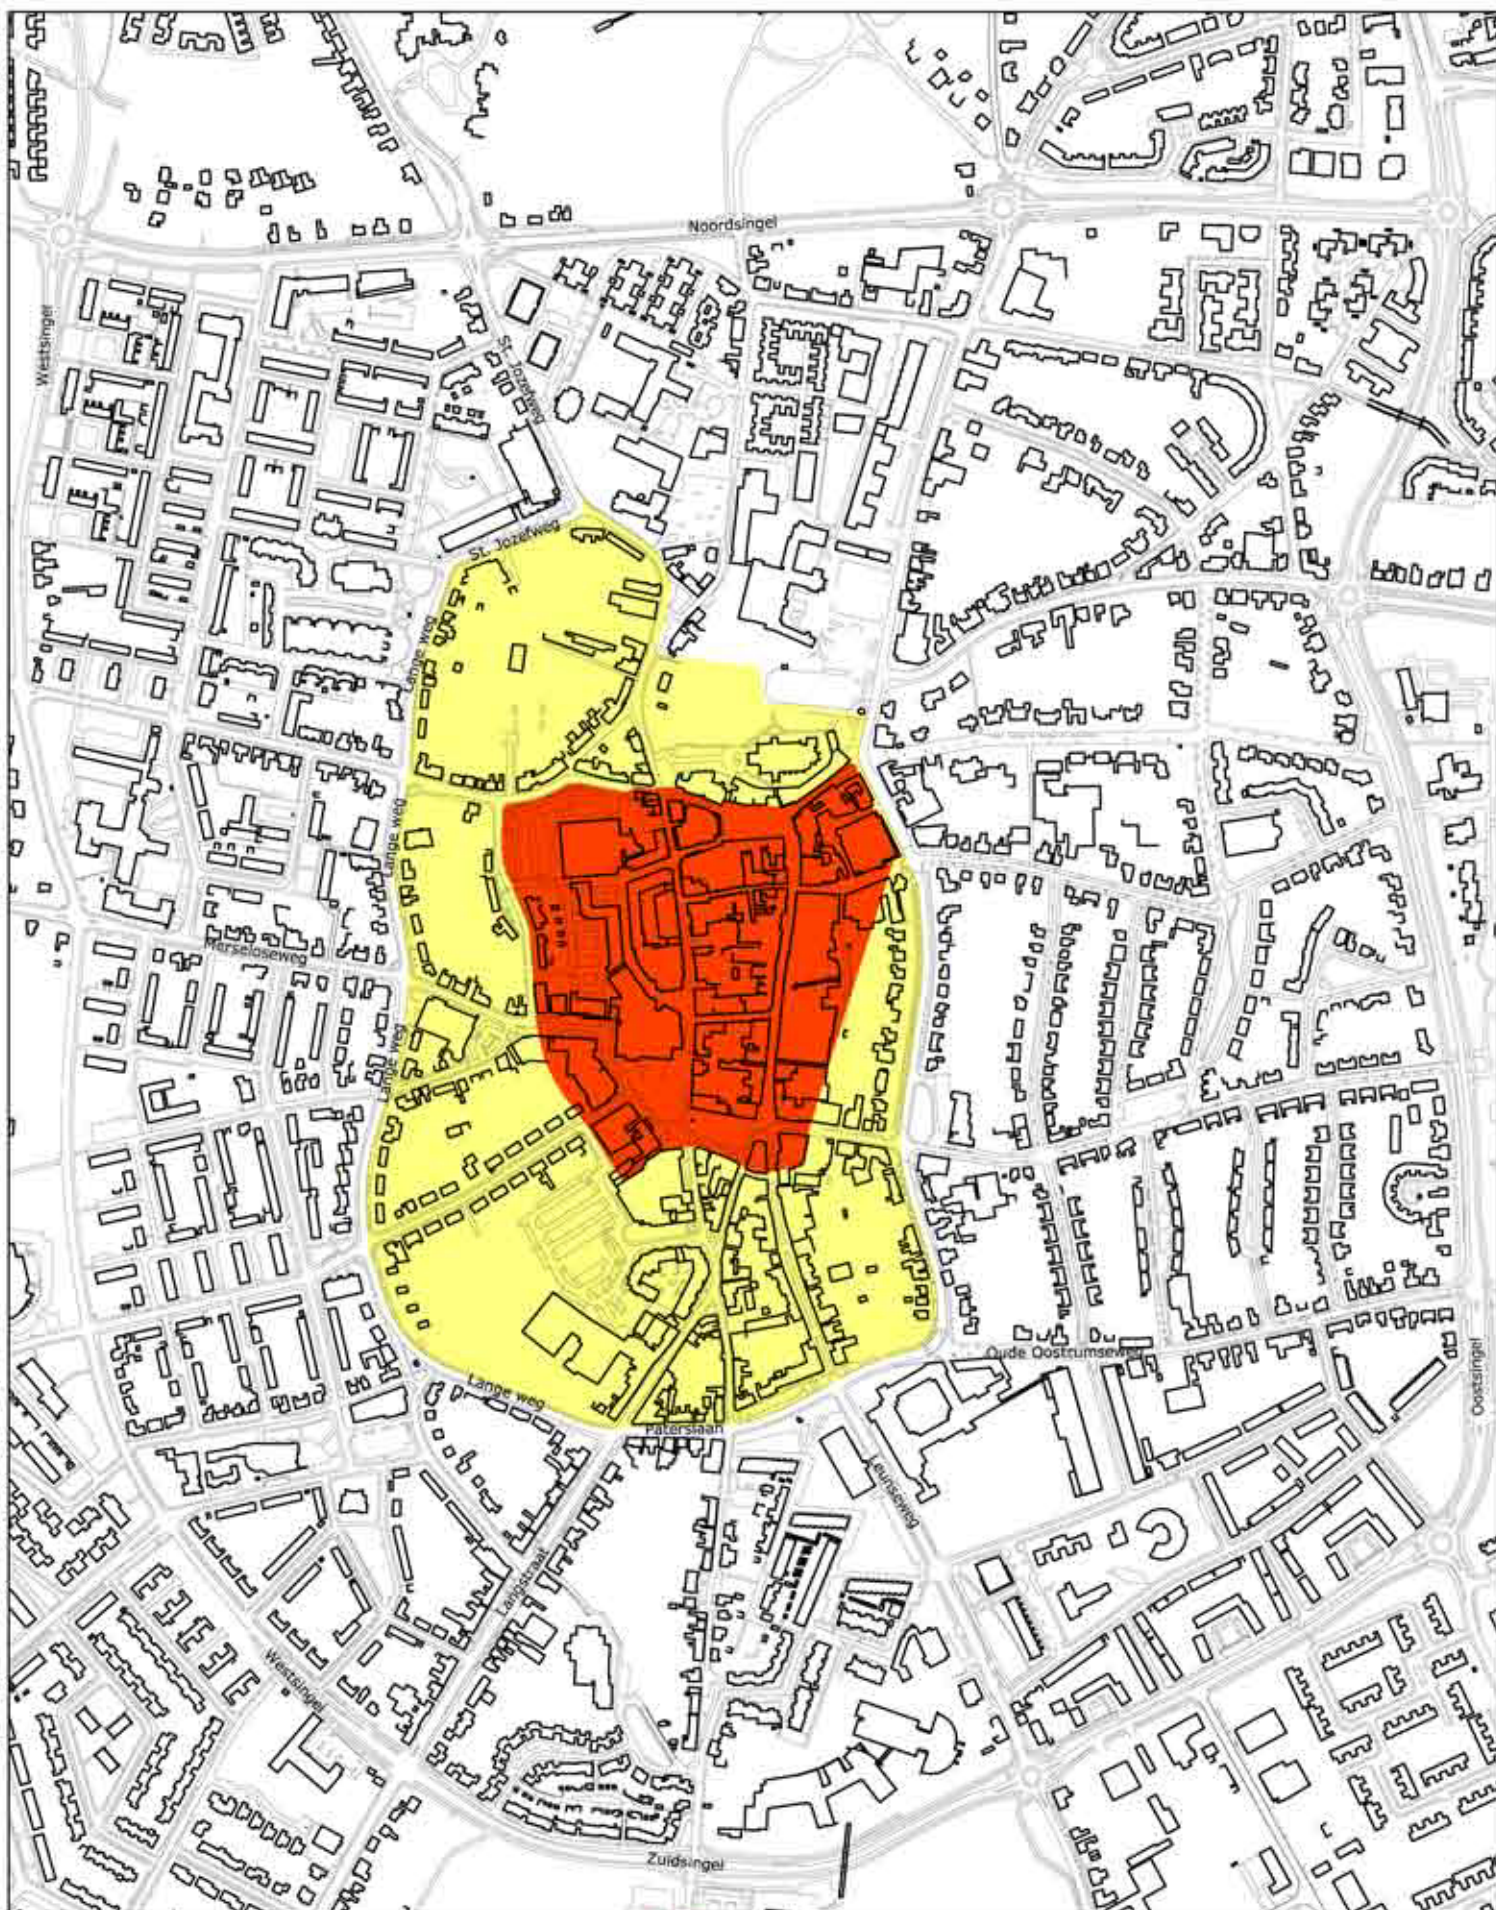 Noordsingel
Westsingel
St. Jozefweg
St. Jozefweg
Lange weg
Lange weg
Merseloseweg
Lange weg
Oude Oostrumseweg
Oostsingel
Lange weg
Paterslaan
Leunseweg
Langstraat
Westsingel
Zuidsingel